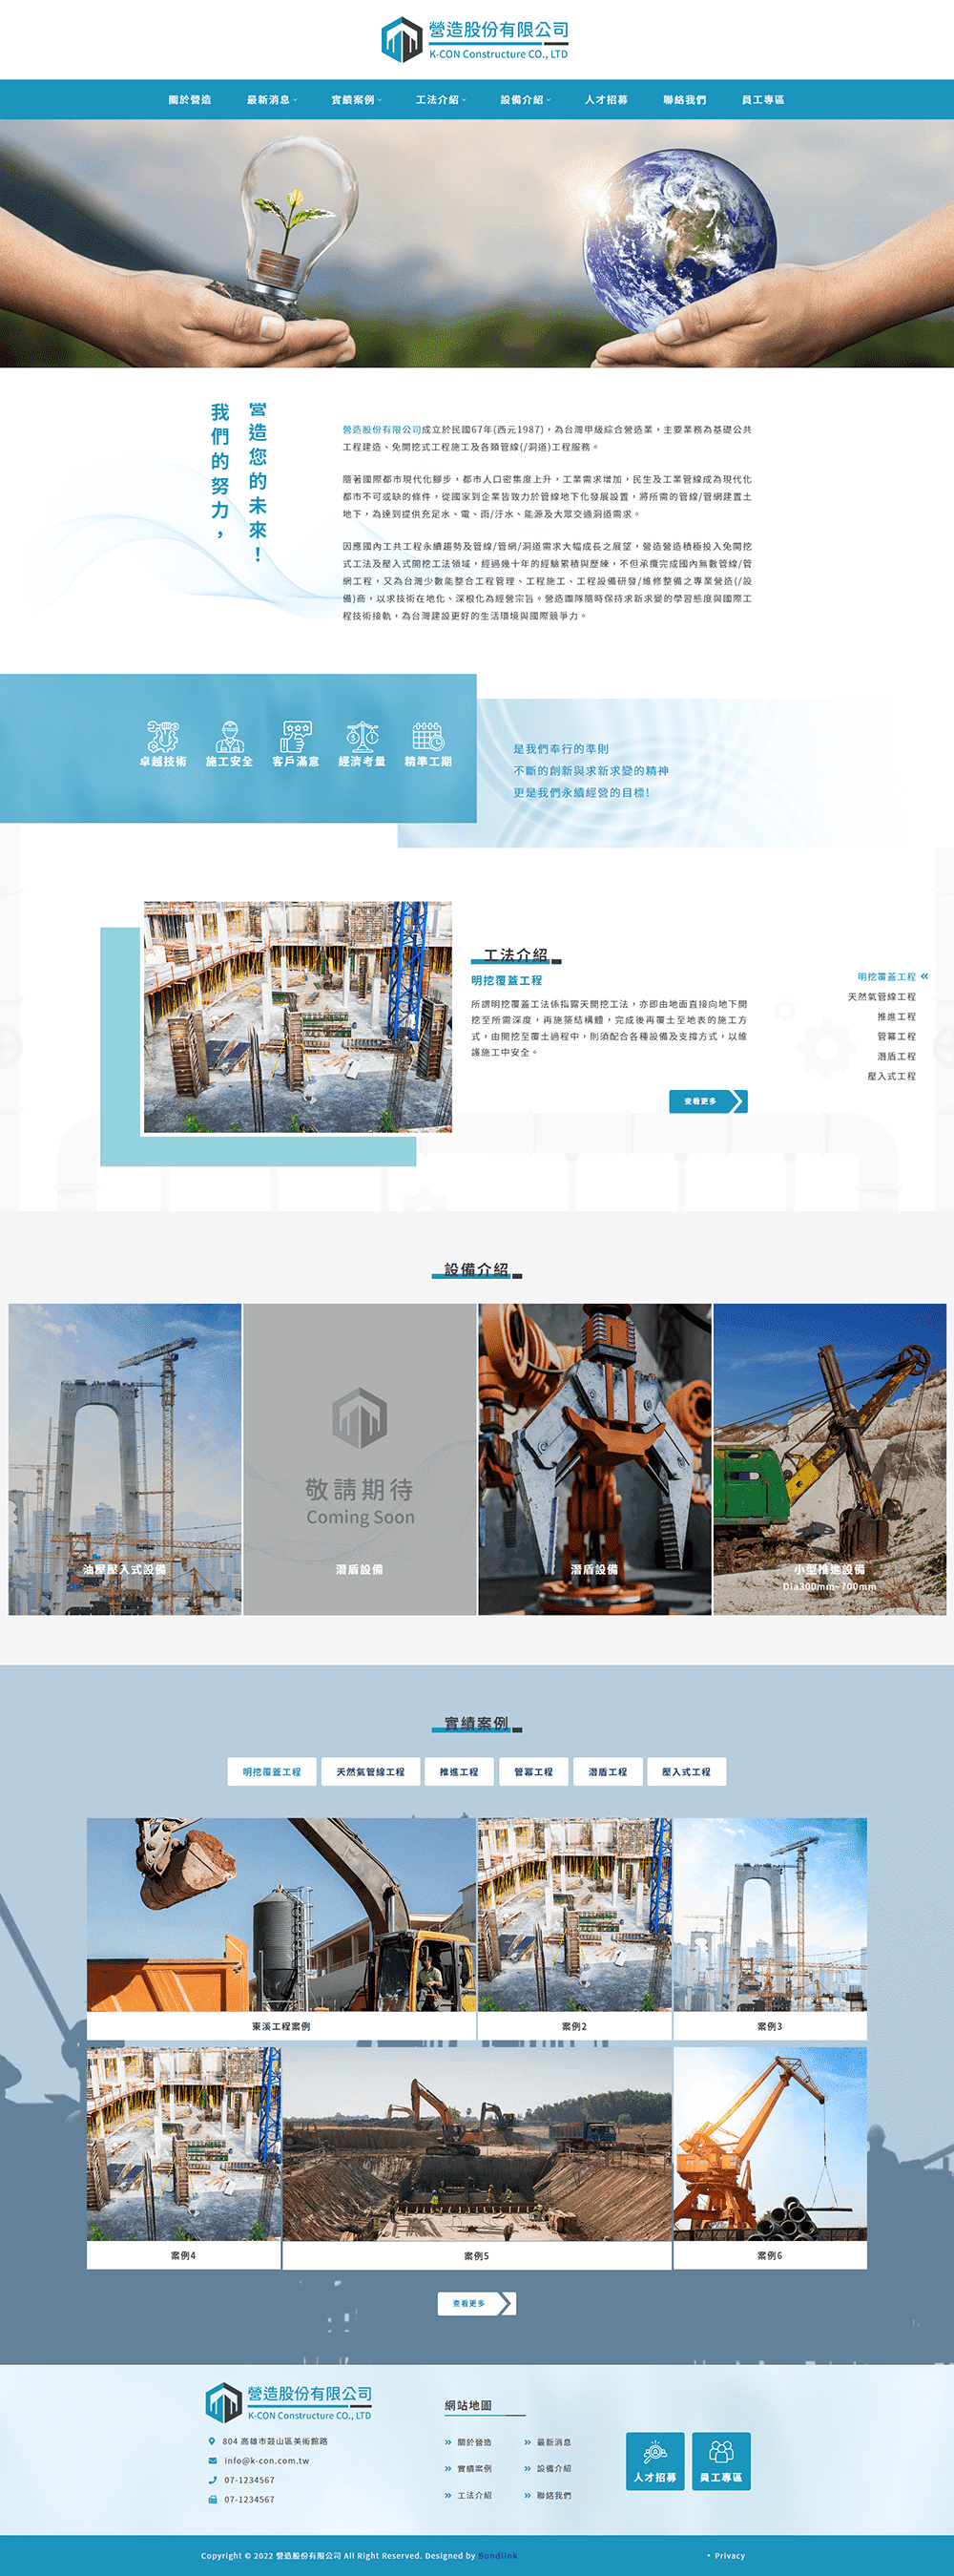 營造股份有限公司
K-CON Constructure CO., LTD
關於營造 最新消息 實績案例 工法介紹 設備介紹 人才招募 聯絡我們 員工專區
我們的努力，
營造您的未來！
營造股份有限公司成立於民國67年(西元1987)，為台灣甲級綜合營造業，主要業務為基礎公共
工程建造、免開挖式工程施工及各類管線(/洞道)工程服務。
隨著國際都市現代化腳步，都市人口密集度上升，工業需求增加，民生及工業管線成為現代化
都市不可或缺的條件，從國家到企業皆致力於管線地下化發展設置，將所需的管線/管網建置土
地下，為達到提供充足水、電、雨/汙水、能源及大眾交通洞道需求。
因應國內工共工程永續趨勢及管線/管網/洞道需求大幅成長之展望，營造營造積極投入免開挖
式工法及壓入式開挖工法領域，經過幾十年的經驗累積與歷練，不但承攬完成國內無數管線/管
網工程，又為台灣少數能整合工程管理、工程施工、工程設備研發/維修整備之專業營造(/設
備)商，以求技術在地化、深根化為經營宗旨。營造團隊隨時保持求新求變的學習態度與國際工
程技術接軌，為台灣建設更好的生活環境與國際競爭力。
卓越技術 施工安全 客戶滿意 經濟考量 精準工期
是我們奉行的準則
不斷的創新與求新求變的精神
更是我們永續經營的目標!
工法介紹
明挖覆蓋工程
所謂明挖覆蓋工法係指露天開挖工法，亦即由地面直接向地下開
挖至所需深度，再施築結構體，完成後再覆土至地表的施工方
式，由開挖至覆土過程中，則須配合各種設備及支撐方式，以維
護施工中安全。
查看更多
明挖覆蓋工程
天然氣管線工程
推進工程
管幕工程
潛盾工程
壓入式工程
設備介紹
敬請期待
Coming Soon
油壓壓入式設備 潛盾設備 潛盾設備 小型推進設備
Dia300mm~700mm
實績案例
明挖覆蓋工程 天然氣管線工程 推進工程 管冪工程 潛盾工程 壓入式工程
東溪工程案例 案例2 案例3
案例4 案例5 案例6
查看更多
營造股份有限公司
K-CON Constructure CO., LTD
804 高雄市鼓山區美術館路
info@k-con.com.tw
07-1234567
07-1234567
網站地圖
關於營造 最新消息
實績案例 設備介紹
工法介紹 聯絡我們
人才招募 員工專區
Copyright © 2022 營造股份有限公司 All Right Reserved. Designed by Bondlink
• Privacy